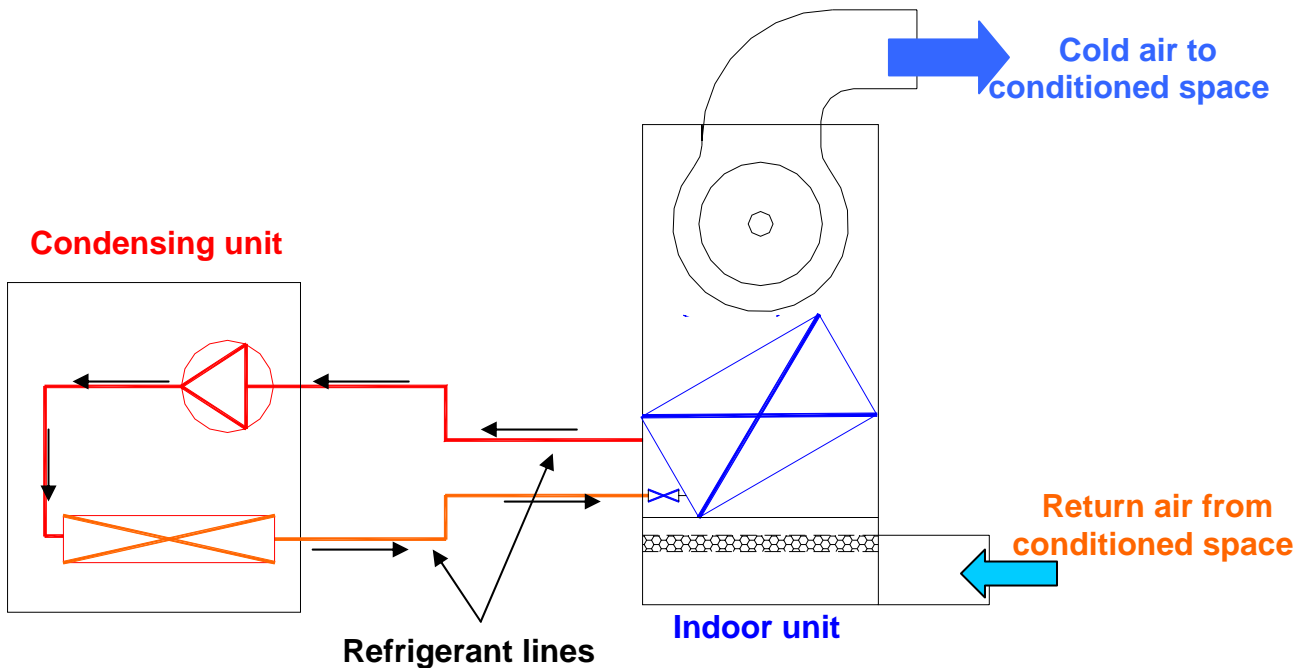 Cold air to
conditioned space
Condensing unit
Return air from
conditioned space
Indoor unit
Refrigerant lines